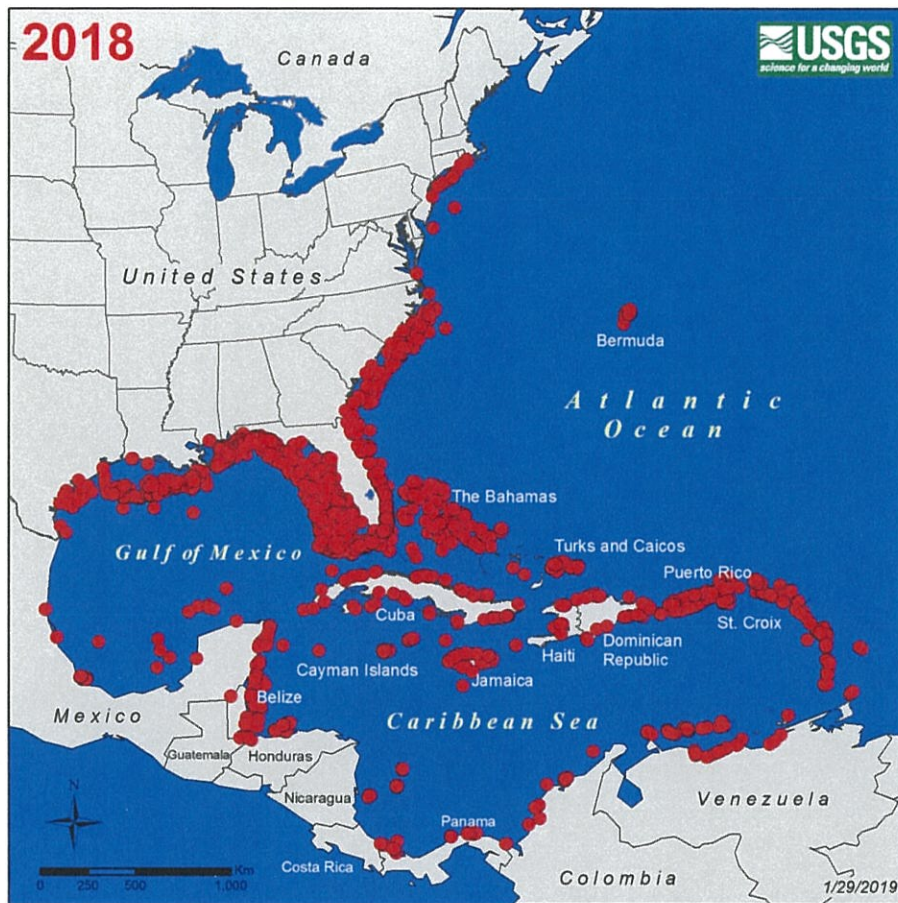 2018
USGS
science for a changing world
Canada
United States
Bermuda
Atlantic
Ocean
The Bahamas
Gulf of Mexico
Turks and Caicos
Puerto Rico
Cuba
St. Croix
Haiti
Dominican
Republic
Cayman Islands
Jamaica
Belize
Mexico
Caribbean Sea
Guatemala
Honduras
Nicaragua
Venezuela
N
Panama
Costa Rica
Km
0 250 500 1,000
Colombia
1/29/2019